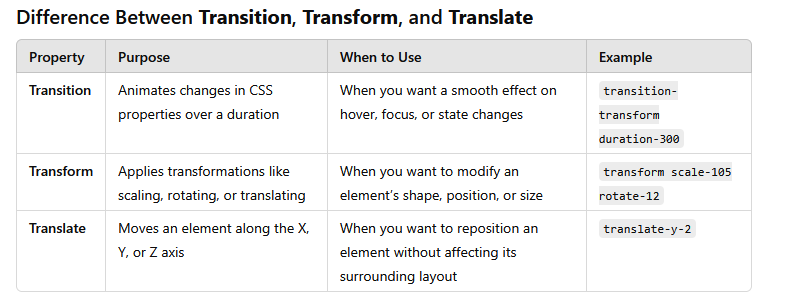 Difference Between Transition, Transform, and Translate
Property Purpose When to Use Example
Transition Animates changes in CSS When you want a smooth effect on transition-
properties over a duration hover, focus, or state changes transform
duration-300
Transform Applies transformations like When you want to modify an transform scale-105
scaling, rotating, or translating element’s shape, position, or size rotate-12
Translate Moves an element along the X, When you want to reposition an translate-y-2
Y, or Z axis element without affecting its
surrounding layout